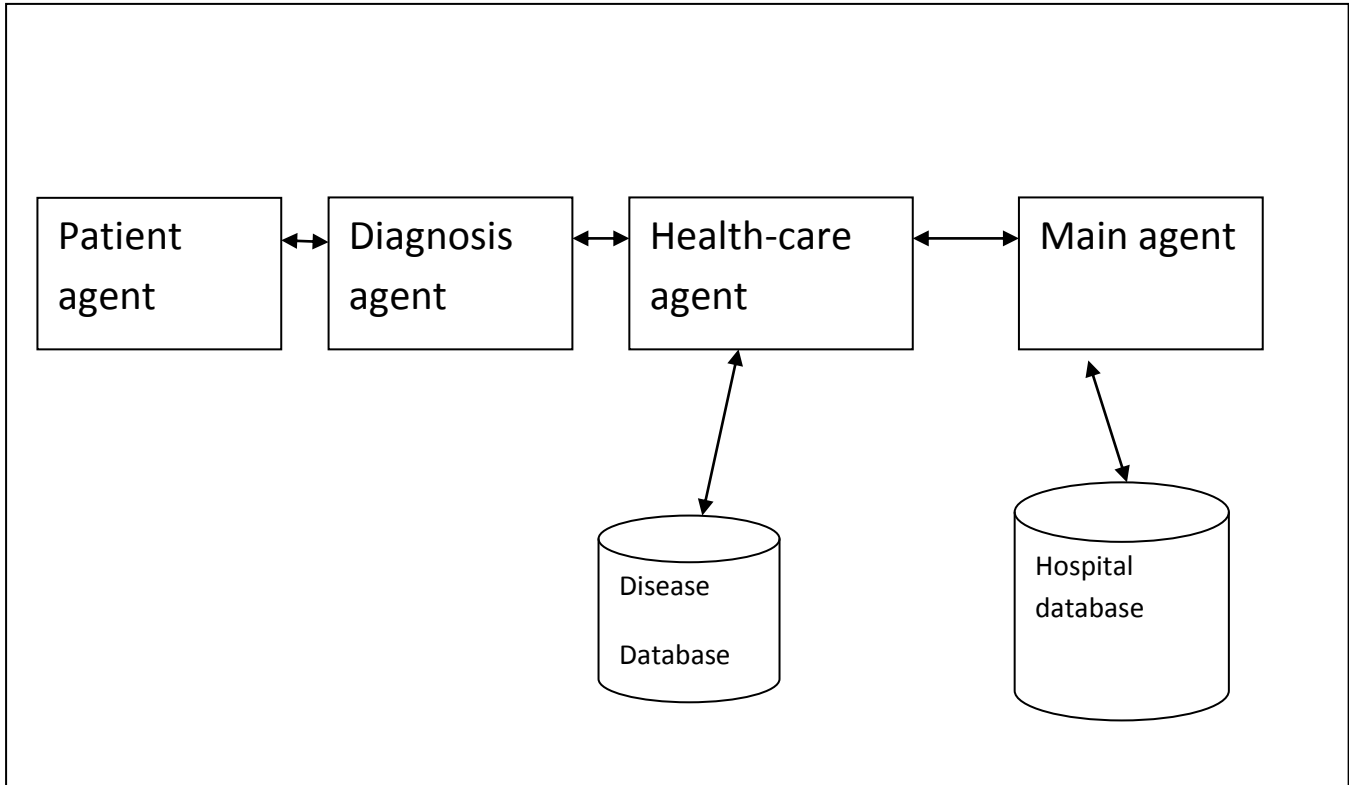 Patient
agent
Diagnosis
agent
Health-care
agent
Main agent
Disease
Database
Hospital
database